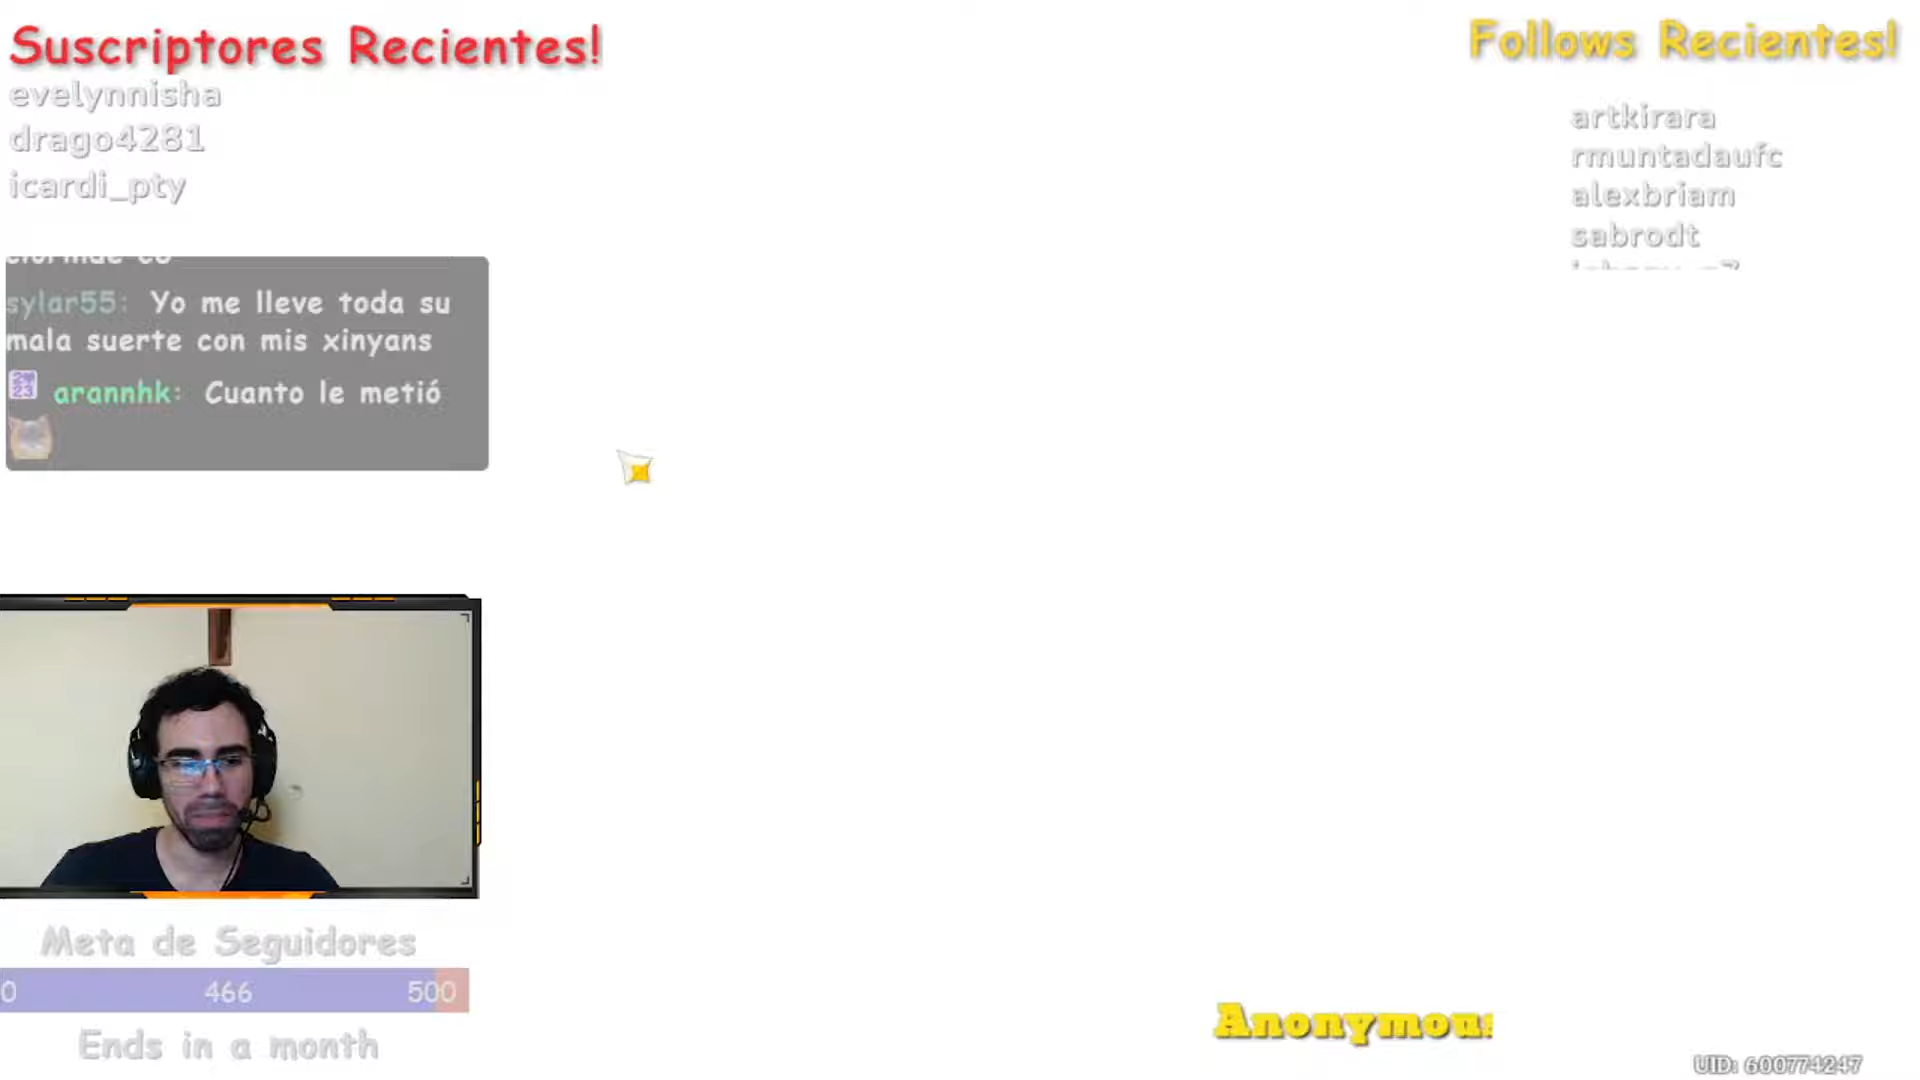 Suscriptores Recientes!
evelynnisha
drago4281
icardi_pty
Follows Recientes!
artkirara
rmuntadaufc
alexbriam
sabrodt
sylar55: Yo me lleve toda su
mala suerte con mis xinyans
arannhk: Cuanto le metió
Meta de Seguidores
0 466 500
Ends in a month
Anonymous
UID: 600774247